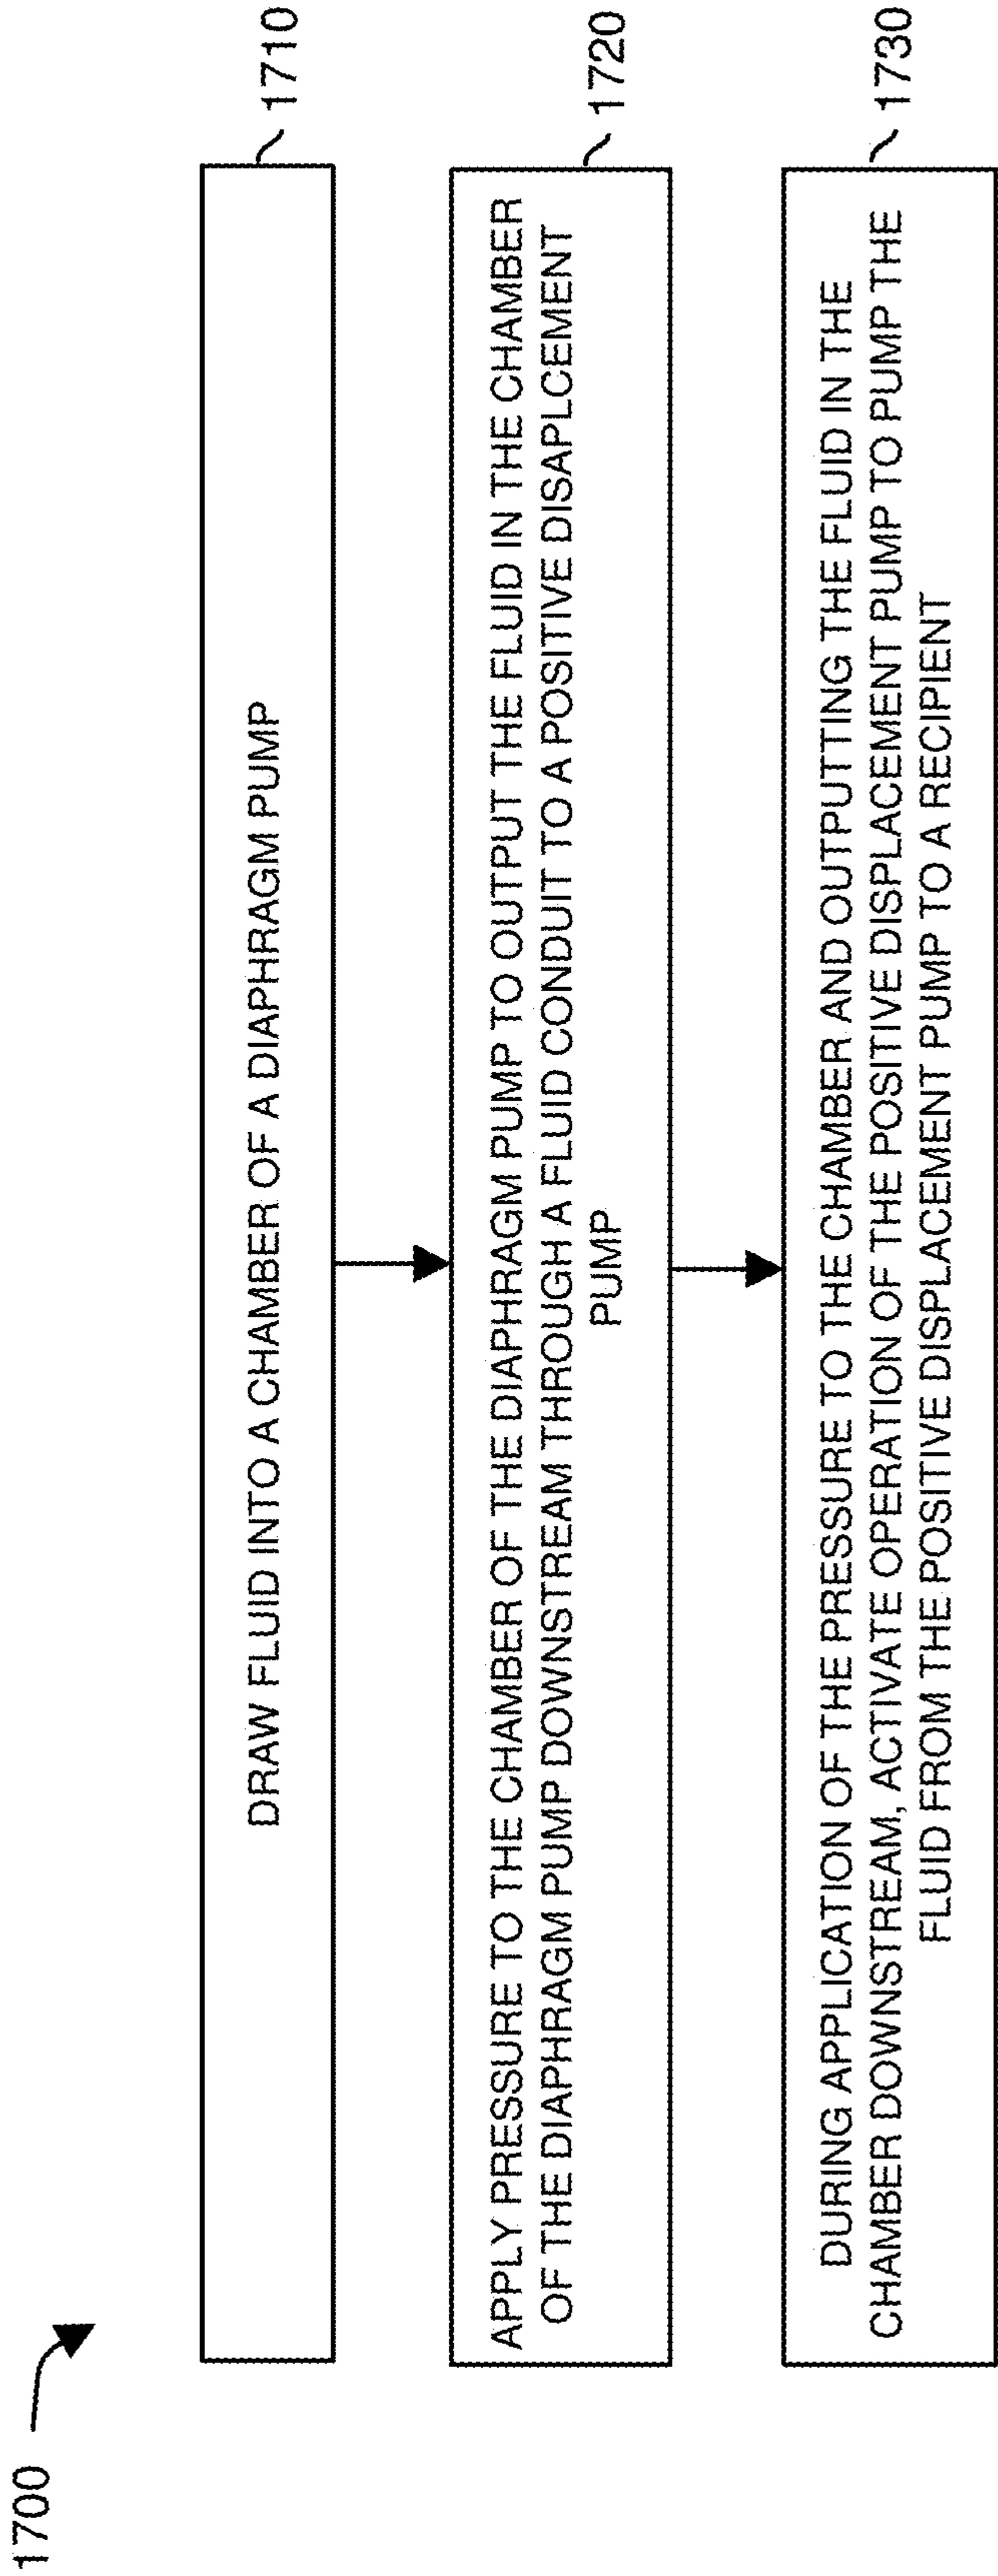 1700
DRAW FLUID INTO A CHAMBER OF A DIAPHRAGM PUMP
1710
APPLY PRESSURE TO THE CHAMBER OF THE DIAPHRAGM PUMP TO OUTPUT THE FLUID IN THE CHAMBER
OF THE DIAPHRAGM PUMP DOWNSTREAM THROUGH A FLUID CONDUIT TO A POSITIVE DISAPLCEMENT
PUMP
1720
DURING APPLICATION OF THE PRESSURE TO THE CHAMBER AND OUTPUTTING THE FLUID IN THE
CHAMBER DOWNSTREAM, ACTIVATE OPERATION OF THE POSITIVE DISPLACEMENT PUMP TO PUMP THE
FLUID FROM THE POSITIVE DISPLACEMENT PUMP TO A RECIPIENT
1730